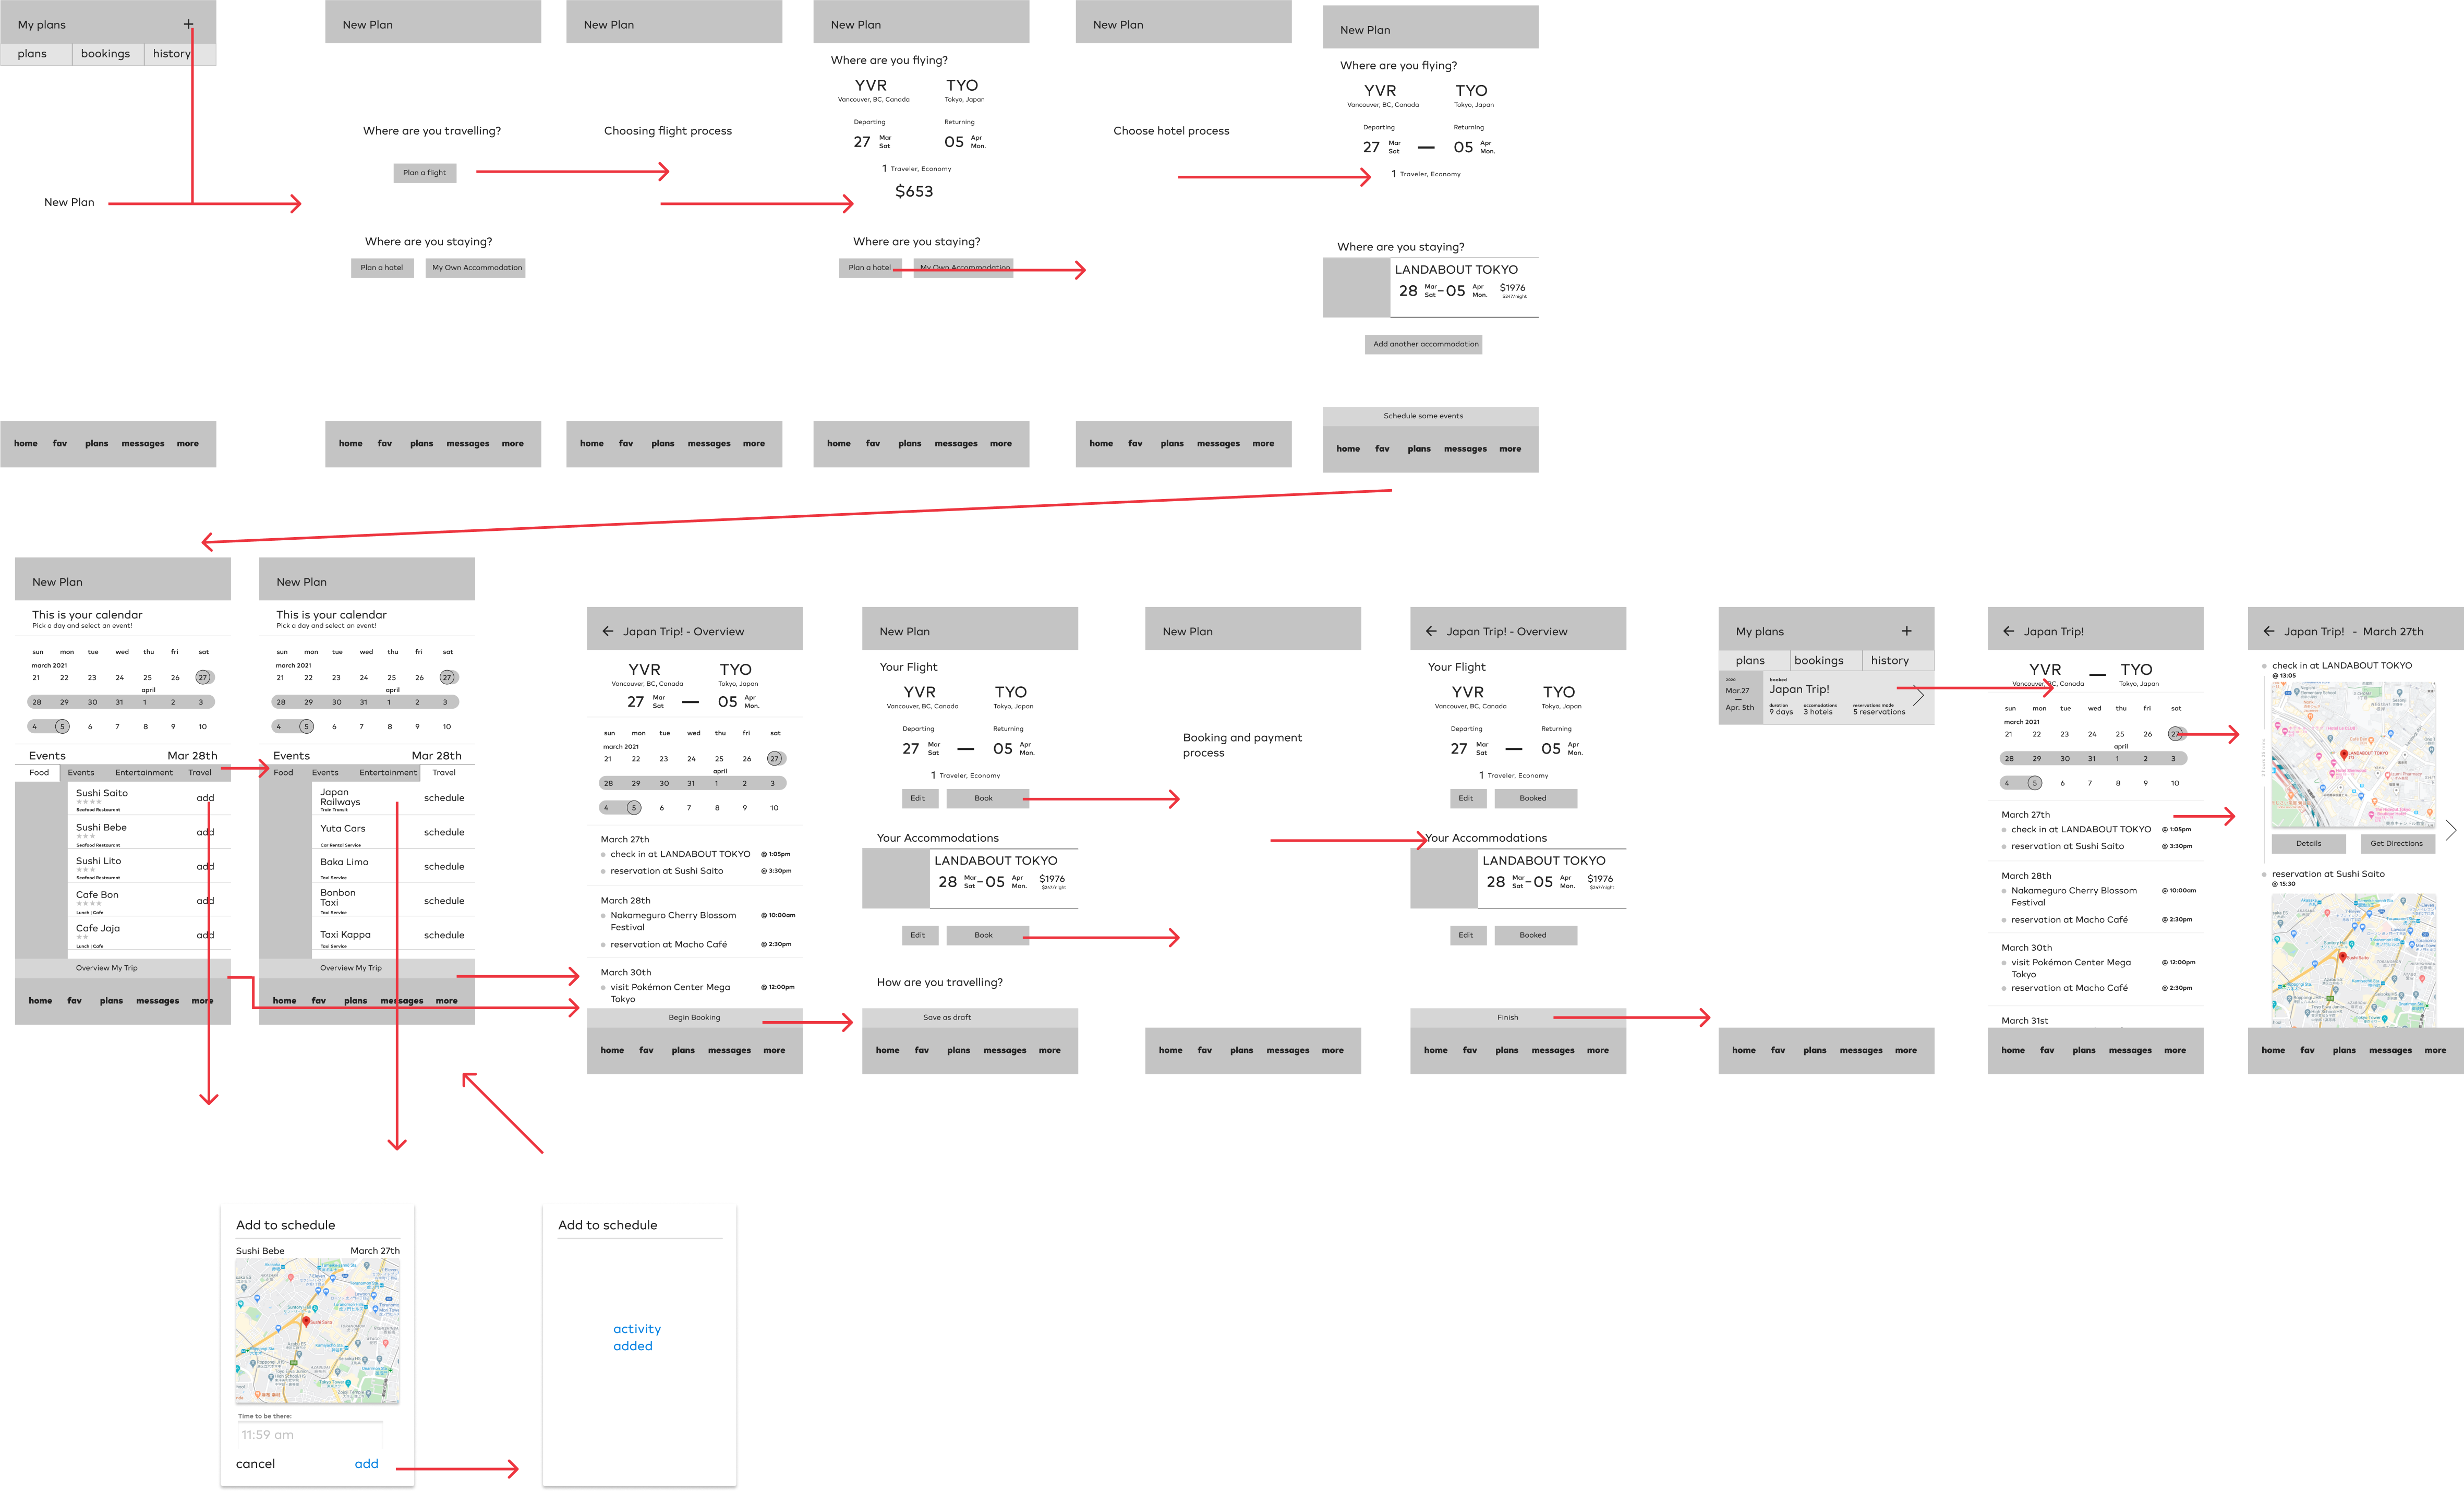 My plans
+
plans bookings history
New Plan
home fav plans messages more
New Plan
Where are you travelling?
Plan a flight
Where are you staying?
Plan a hotel My Own Accommodation
home fav plans messages more
New Plan
Choosing flight process
home fav plans messages more
New Plan
Where are you flying?
YVR TYO
Vancouver, BC, Canada Tokyo, Japan
Departing Returning
27 Mar Sat 05 Apr Mon.
1 Traveler, Economy
$653
Where are you staying?
Plan a hotel My Own Accommodation
home fav plans messages more
New Plan
Choose hotel process
home fav plans messages more
New Plan
Where are you flying?
YVR TYO
Vancouver, BC, Canada Tokyo, Japan
Departing Returning
27 Mar Sat — 05 Apr Mon.
1 Traveler, Economy
Where are you staying?
LANDABOUT TOKYO
28 Mar Sat – 05 Apr Mon. $1976
$247/night
Add another accommodation
Schedule some events
home fav plans messages more
New Plan
This is your calendar
Pick a day and select an event!
sun mon tue wed thu fri sat
march 2021
21 22 23 24 25 26 27
april
28 29 30 31 1 2 3
4 5 6 7 8 9 10
Events Mar 28th
Food Events Entertainment Travel
Sushi Saito add
★★★★
Seafood Restaurant
Sushi Bebe add
★★★
Seafood Restaurant
Sushi Lito add
★★★
Seafood Restaurant
Cafe Bon add
★★★★
Lunch | Cafe
Cafe Jaja add
★★
Lunch | Cafe
Overview My Trip
home fav plans messages more
New Plan
This is your calendar
Pick a day and select an event!
sun mon tue wed thu fri sat
march 2021
21 22 23 24 25 26 27
april
28 29 30 31 1 2 3
4 5 6 7 8 9 10
Events Mar 28th
Food Events Entertainment Travel
Japan
Railways schedule
Train Transit
Yuta Cars schedule
Car Rental Service
Baka Limo schedule
Taxi Service
Bonbon
Taxi schedule
Taxi Service
Taxi Kappa schedule
Taxi Service
Overview My Trip
home fav plans messages more
Japan Trip! - Overview
YVR TYO
Vancouver, BC, Canada Tokyo, Japan
27 Mar Sat — 05 Apr Mon.
sun mon tue wed thu fri sat
march 2021
21 22 23 24 25 26 27
april
28 29 30 31 1 2 3
4 5 6 7 8 9 10
March 27th
check in at LANDABOUT TOKYO @ 1:05pm
reservation at Sushi Saito @ 3:30pm
March 28th
Nakameguro Cherry Blossom @ 10:00am
Festival
reservation at Macho Café @ 2:30pm
March 30th
visit Pokémon Center Mega @ 12:00pm
Tokyo
Begin Booking
home fav plans messages more
New Plan
Your Flight
YVR TYO
Vancouver, BC, Canada Tokyo, Japan
Departing Returning
27 Mar Sat — 05 Apr Mon.
1 Traveler, Economy
Edit Book
Your Accommodations
LANDABOUT TOKYO
28 Mar Sat – 05 Apr Mon. $1976
$247/night
Edit Book
How are you travelling?
Save as draft
home fav plans messages more
New Plan
Booking and payment
process
home fav plans messages more
Japan Trip! - Overview
Your Flight
YVR TYO
Vancouver, BC, Canada Tokyo, Japan
Departing Returning
27 Mar Sat — 05 Apr Mon.
1 Traveler, Economy
Edit Booked
Your Accommodations
LANDABOUT TOKYO
28 Mar Sat – 05 Apr Mon. $1976
$247/night
Edit Booked
Finish
home fav plans messages more
My plans +
plans bookings history
2020 booked
Mar.27 Japan Trip!
—
Apr. 5th
duration accomodations reservations made
9 days 3 hotels 5 reservations
home fav plans messages more
Japan Trip!
YVR — TYO
Vancouver, BC, Canada Tokyo, Japan
sun mon tue wed thu fri sat
march 2021
21 22 23 24 25 26 27
april
28 29 30 31 1 2 3
4 5 6 7 8 9 10
March 27th
check in at LANDABOUT TOKYO @ 1:05pm
reservation at Sushi Saito @ 3:30pm
March 28th
Nakameguro Cherry Blossom @ 10:00am
Festival
reservation at Macho Café @ 2:30pm
March 30th
visit Pokémon Center Mega @ 12:00pm
Tokyo
reservation at Macho Café @ 2:30pm
March 31st
home fav plans messages more
Japan Trip! - March 27th
check in at LANDABOUT TOKYO
@ 13:05
LANDABOUT TOKYO
Details Get Directions
reservation at Sushi Saito
@ 15:30
Sushi Saito
home fav plans messages more
Add to schedule
Sushi Bebe March 27th
Sushi Saito
Time to be there:
11:59 am
cancel add
Add to schedule
activity
added